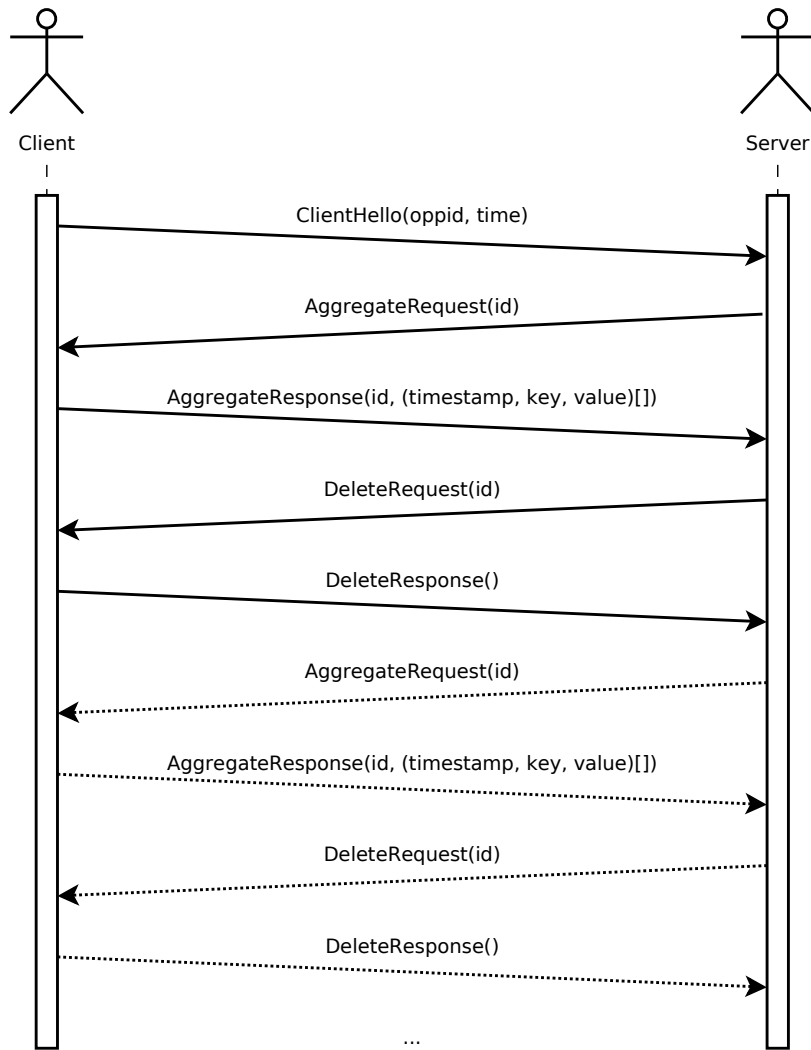 Client
Server
ClientHello(oppid, time)
AggregateRequest(id)
AggregateResponse(id, (timestamp, key, value)[])
DeleteRequest(id)
DeleteResponse()
AggregateRequest(id)
AggregateResponse(id, (timestamp, key, value)[])
DeleteRequest(id)
DeleteResponse()
...